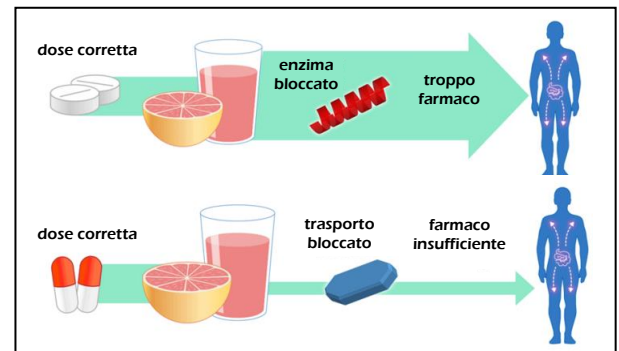 dose corretta
enzima
bloccato
troppo
farmaco
dose corretta
trasporto
bloccato
farmaco
insufficiente